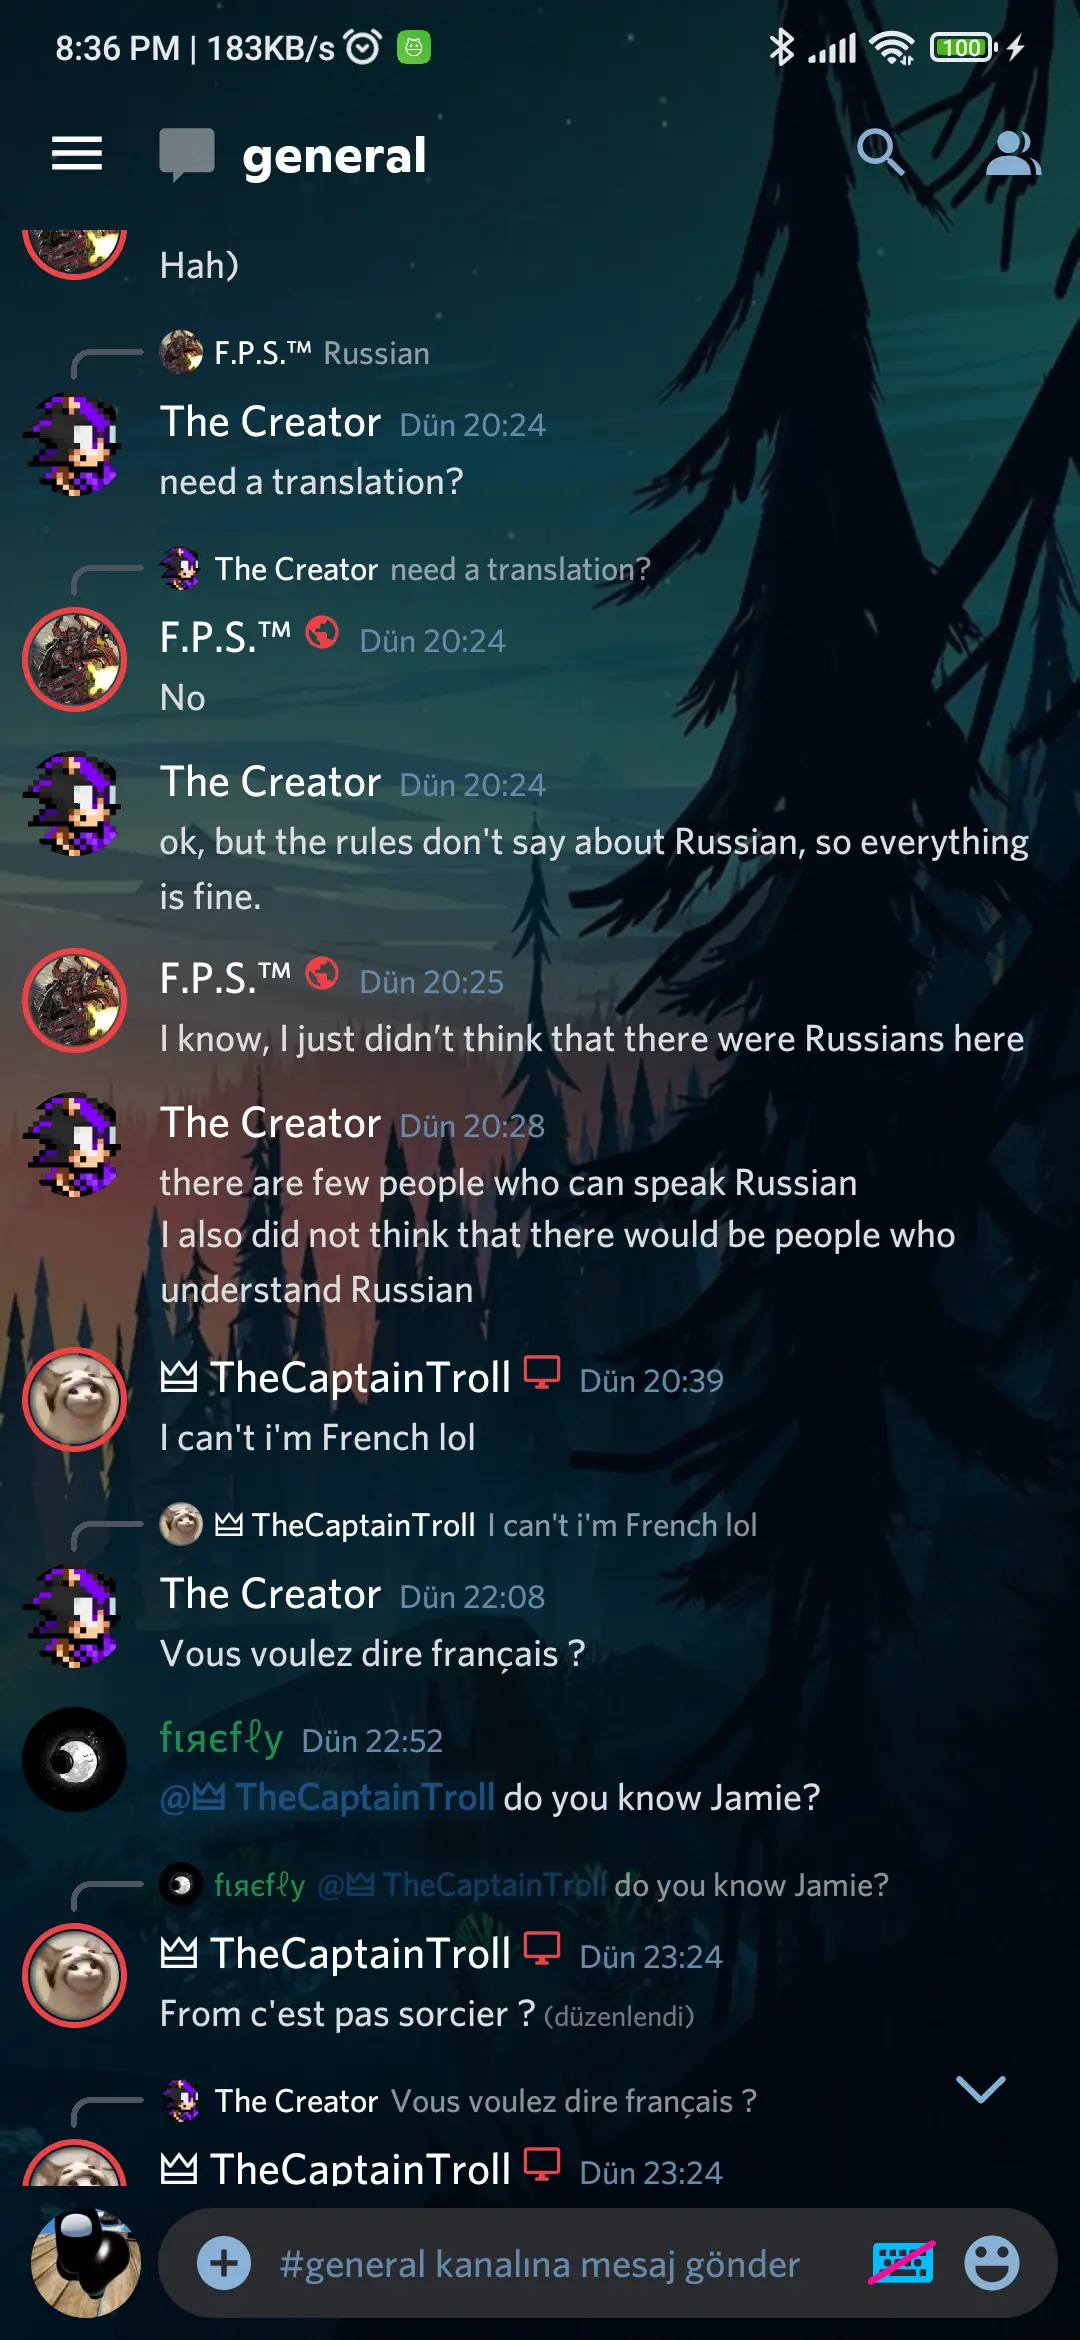 8:36 PM | 183KB/s
100
general
Hah)
F.P.S.™ Russian
The Creator Dün 20:24
need a translation?
The Creator need a translation?
F.P.S.™ Dün 20:24
No
The Creator Dün 20:24
ok, but the rules don't say about Russian, so everything
is fine.
F.P.S.™ Dün 20:25
I know, I just didn’t think that there were Russians here
The Creator Dün 20:28
there are few people who can speak Russian
I also did not think that there would be people who
understand Russian
TheCaptainTroll Dün 20:39
I can't i'm French lol
TheCaptainTroll I can't i'm French lol
The Creator Dün 22:08
Vous voulez dire français ?
fιяєfℓy Dün 22:52
@ TheCaptainTroll do you know Jamie?
fιяєfℓy @ TheCaptainTroll do you know Jamie?
TheCaptainTroll Dün 23:24
From c'est pas sorcier ? (düzenlendi)
The Creator Vous voulez dire français ?
TheCaptainTroll Dün 23:24
#general kanalına mesaj gönder